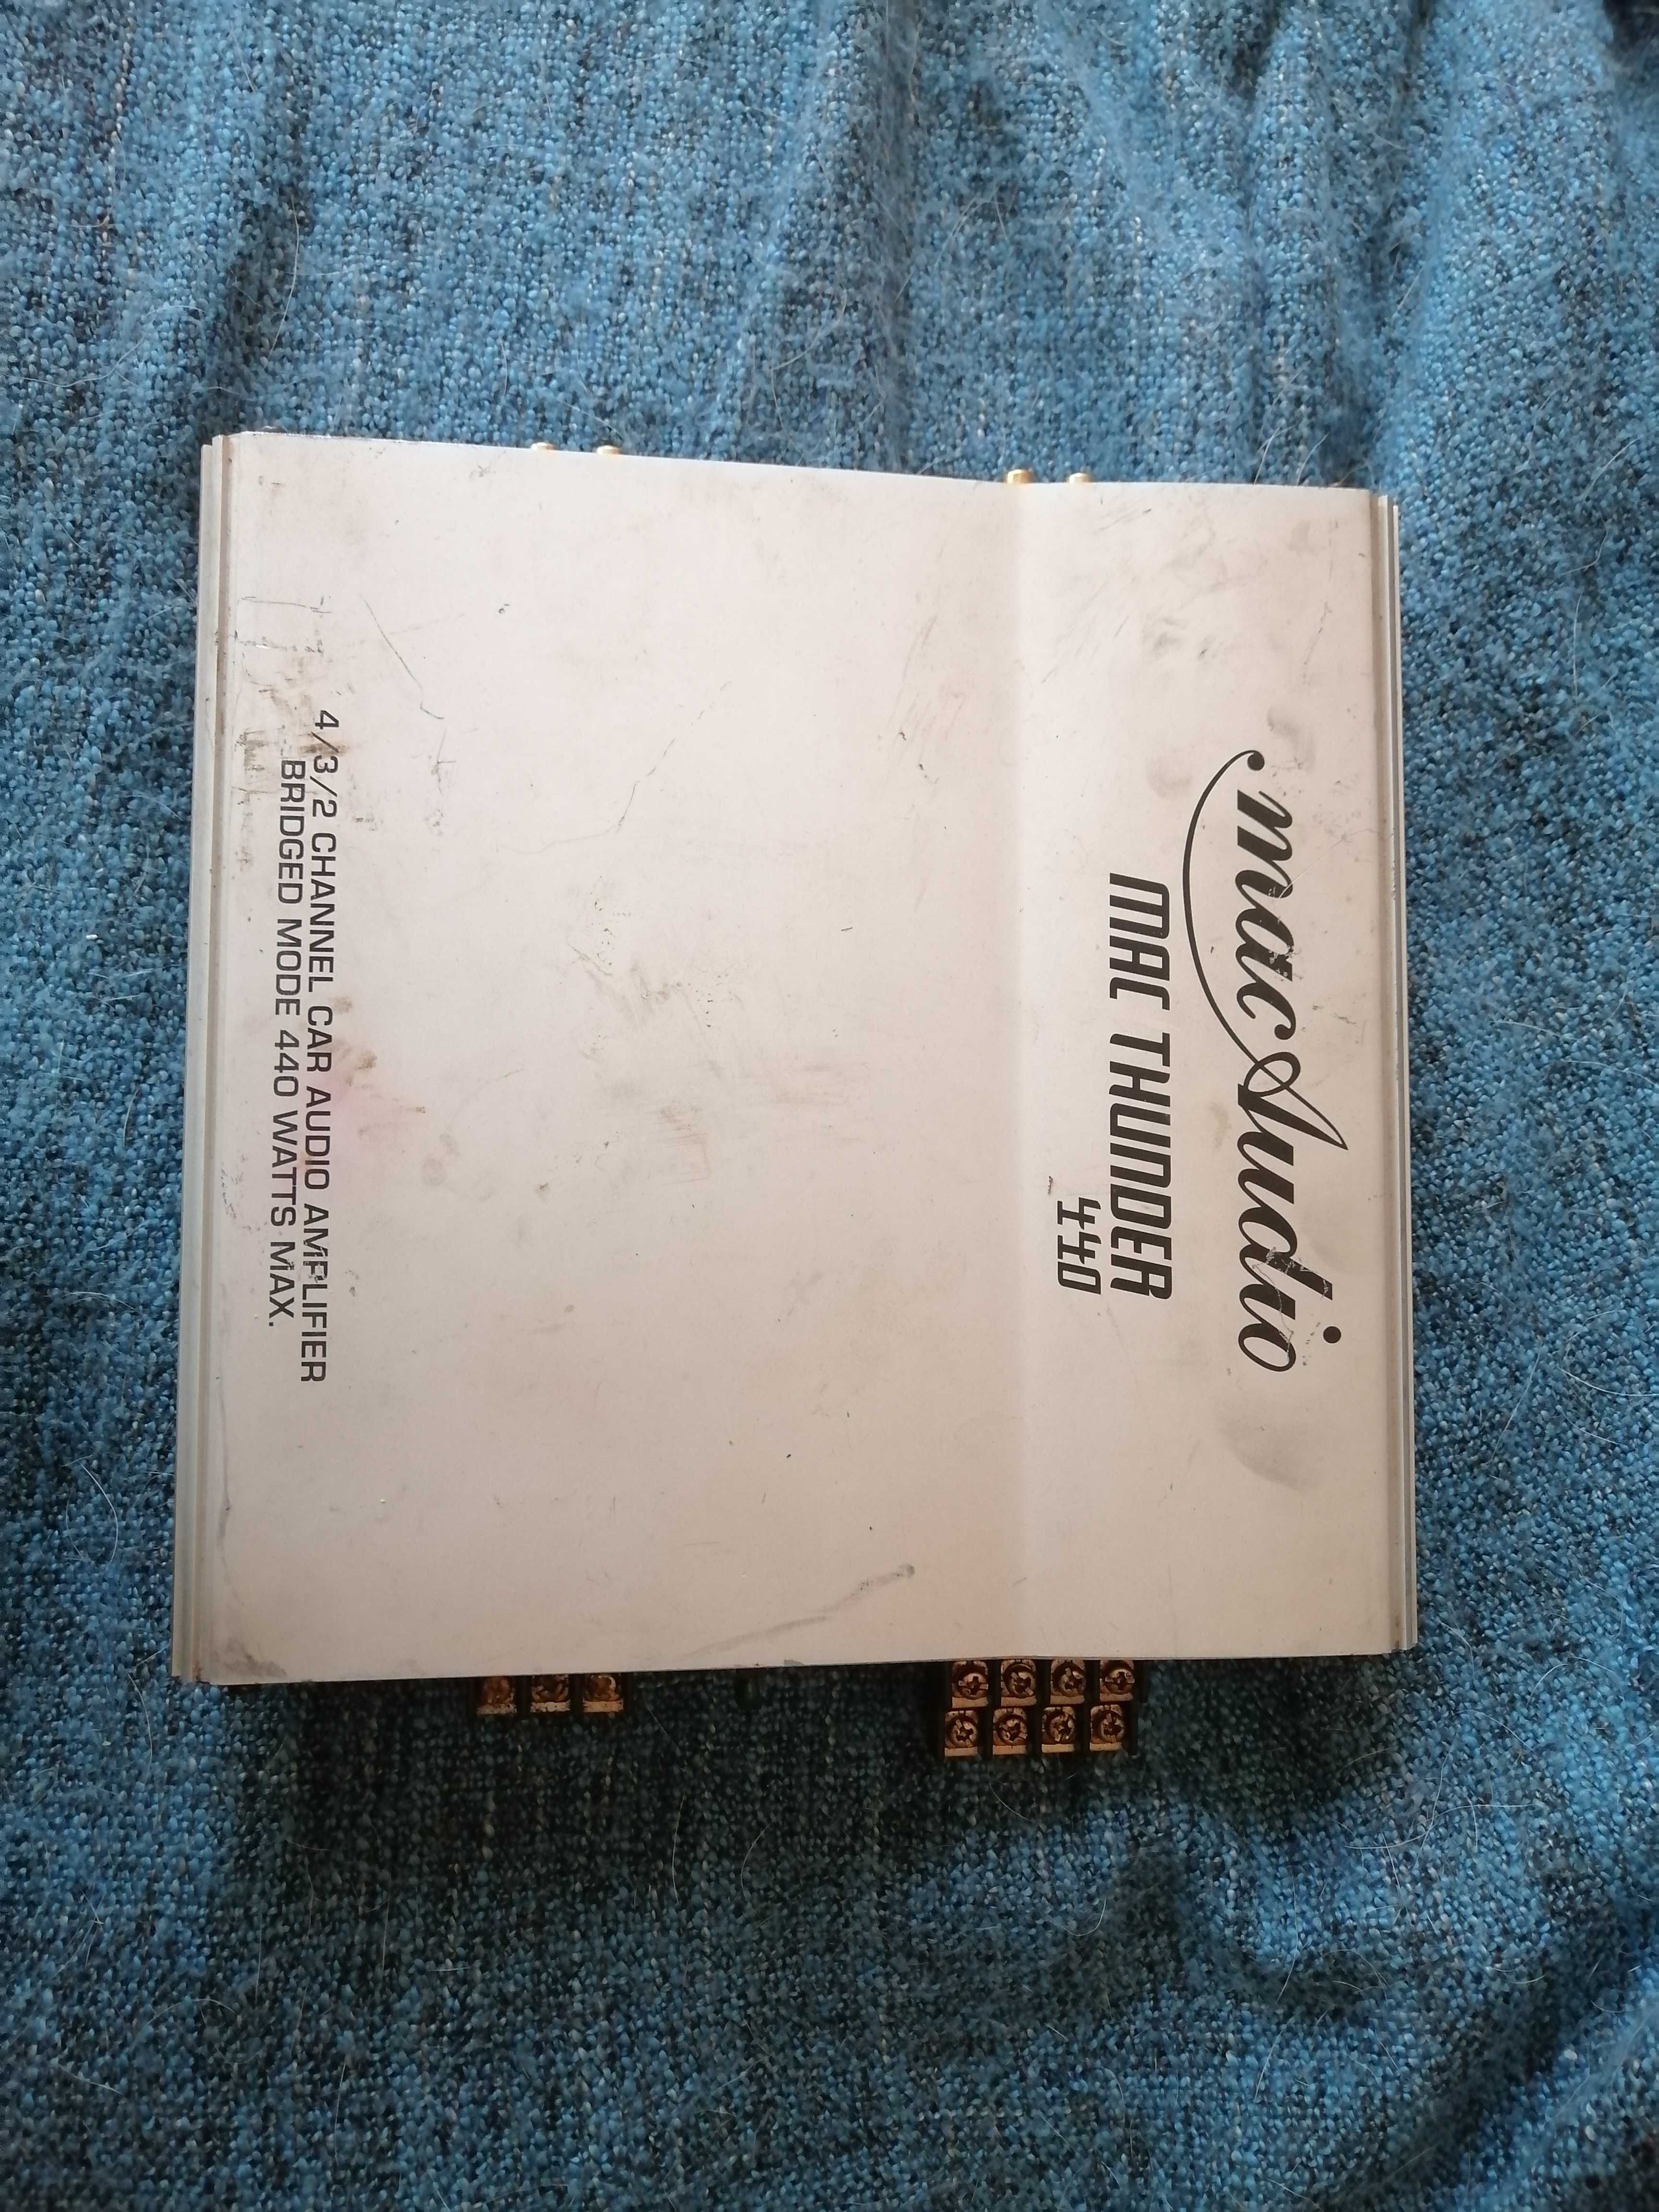 mac Audio
MAC THUNDER
440
4/3/2 CHANNEL CAR AUDIO AMPLIFIER
BRIDGED MODE 440 WATTS MAX.